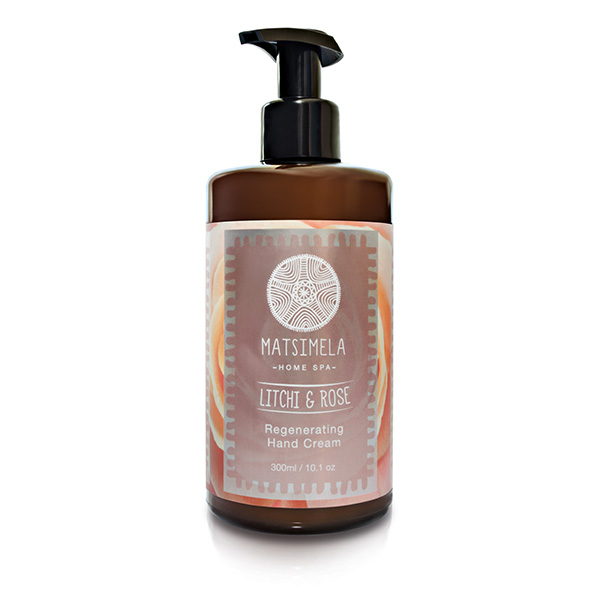 MATSIMELA
~HOME SPA~
LITCHI & ROSE
Regenerating
Hand Cream
300ml / 10.1 oz